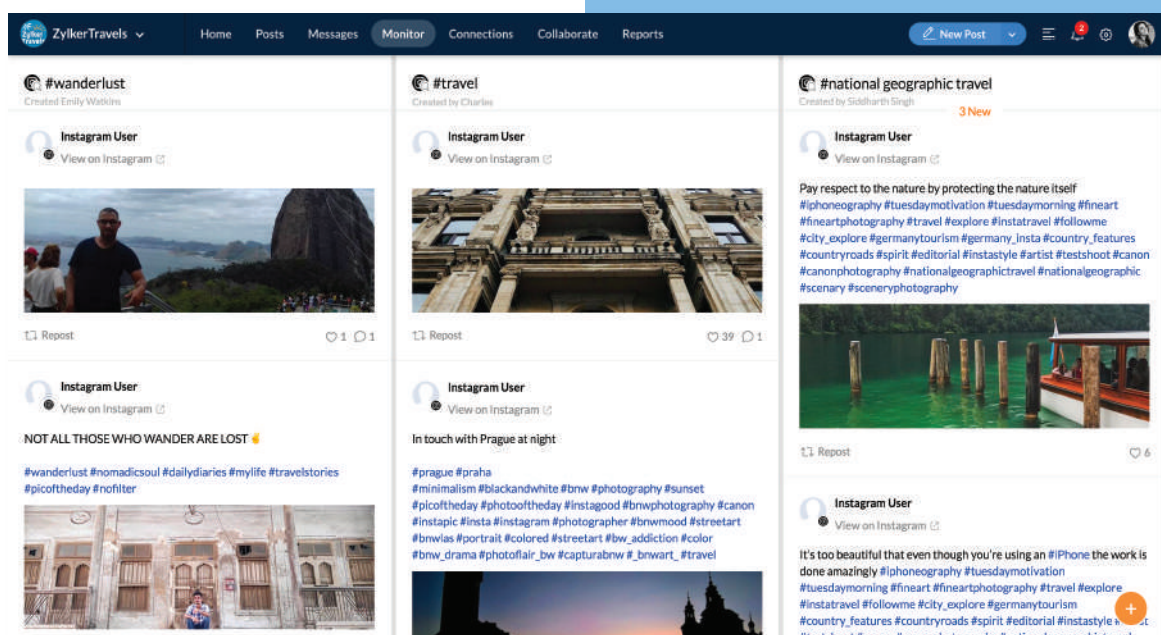 ZylkerTravels
Home Posts Messages Monitor Connections Collaborate Reports
New Post
2
#wanderlust
Created Emily Watkins
Instagram User
View on Instagram
Repost
1 1
Instagram User
View on Instagram
NOT ALL THOSE WHO WANDER ARE LOST ✌
#wanderlust #nomadicsoul #dailydiaries #mylife #travelstories
#picoftheday #nofilter
#travel
Created by Charles
Instagram User
View on Instagram
Repost
39 1
Instagram User
View on Instagram
In touch with Prague at night
#prague #praha
#minimalism #blackandwhite #bnw #photography #sunset
#picoftheday #photooftheday #instagood #bnwphotography #canon
#instapic #insta #instagram #photographer #bnwmood #streetart
#bnwlas #portrait #colored #streetart #bw_addiction #color
#bnw_drama #photoflair_bw #capturabnw #_bnwart_ #travel
#national geographic travel
Created by Siddharth Singh
3 New
Instagram User
View on Instagram
Pay respect to the nature by protecting the nature itself
#iphoneography #tuesdaymotivation #tuesdaymorning #fineart
#fineartphotography #travel #explore #instatravel #followme
#city_explore #germanytourism #germany_insta #country_features
#countryroads #spirit #editorial #instastyle #artist #testshoot #canon
#canonphotography #nationalgeographictravel #nationalgeographic
#scenary #sceneryphotography
Repost
6
Instagram User
View on Instagram
It's too beautiful that even though you're using an #iPhone the work is
done amazingly #iphoneography #tuesdaymotivation
#tuesdaymorning #fineart #fineartphotography #travel #explore
#instatravel #followme #city_explore #germanytourism
#country_features #countryroads #spirit #editorial #instastyle